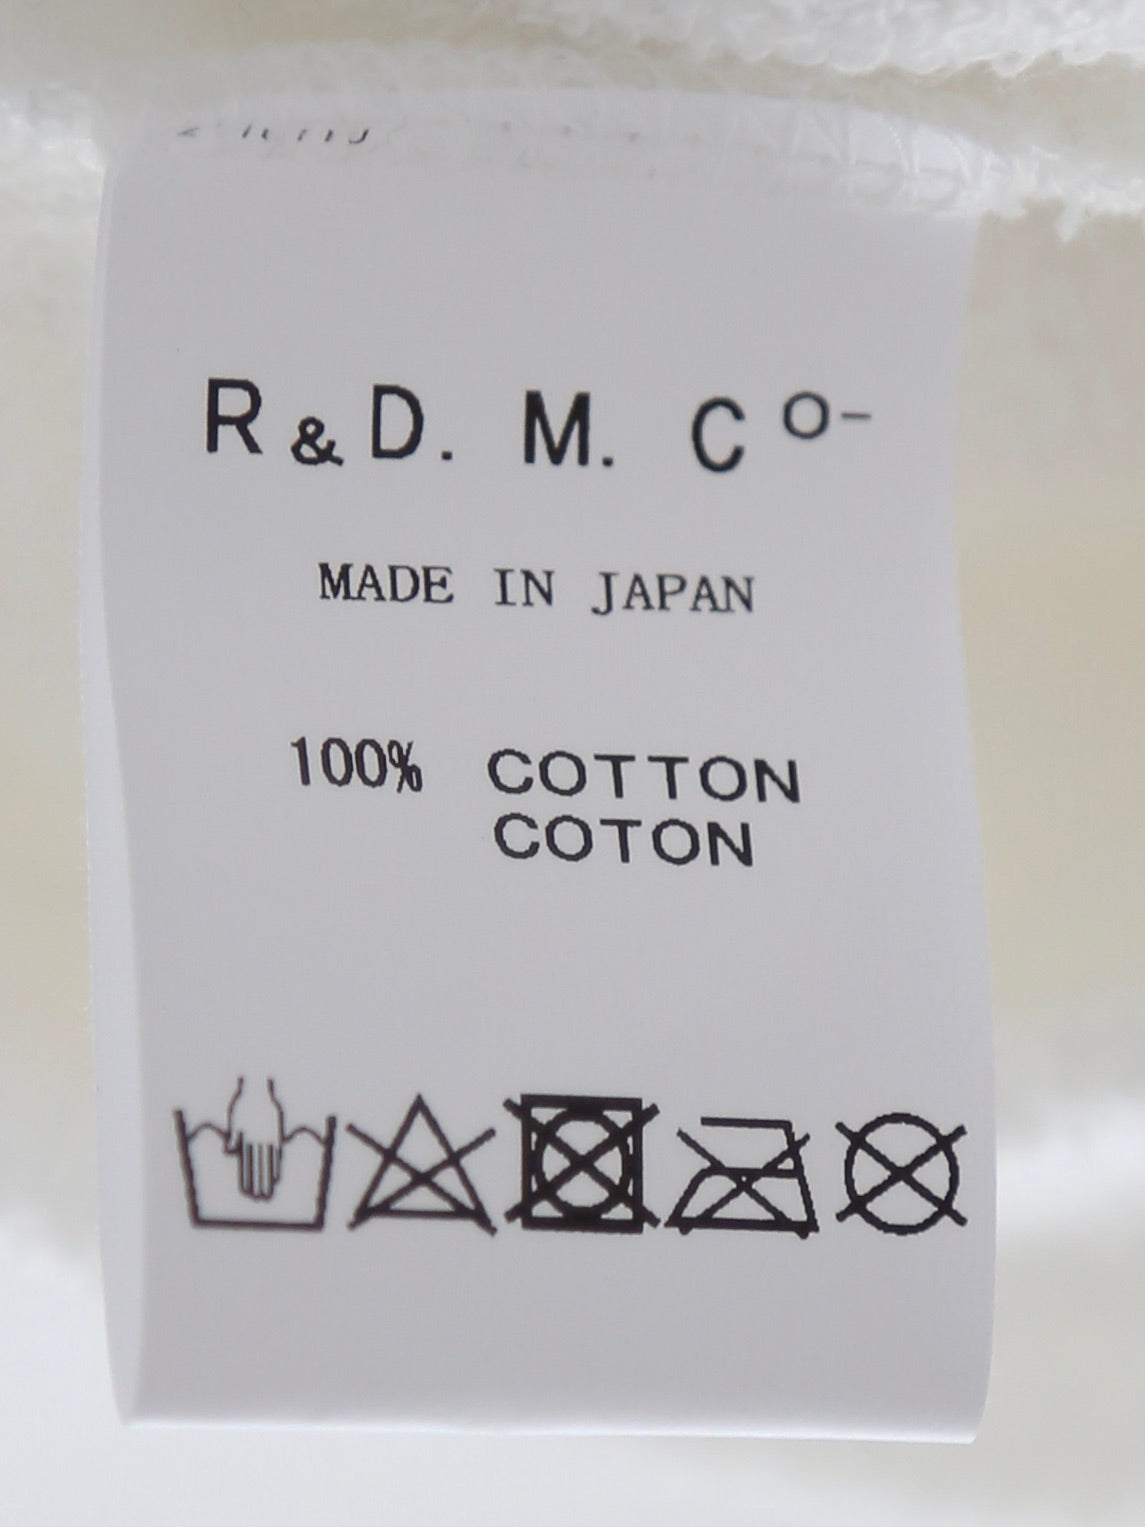 R & D. M. Co-
MADE IN JAPAN
100% COTTON
COTON